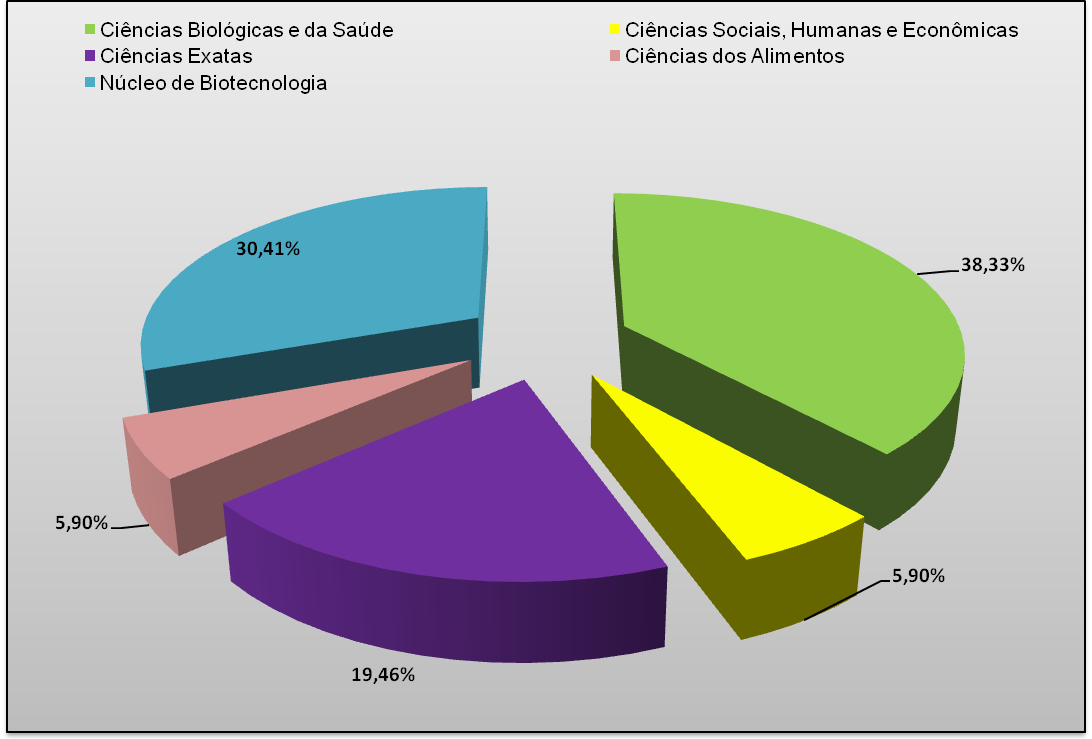 Ciências Biológicas e da Saúde
Ciências Sociais, Humanas e Econômicas
Ciências Exatas
Ciências dos Alimentos
Núcleo de Biotecnologia
30,41%
38,33%
5,90%
5,90%
19,46%